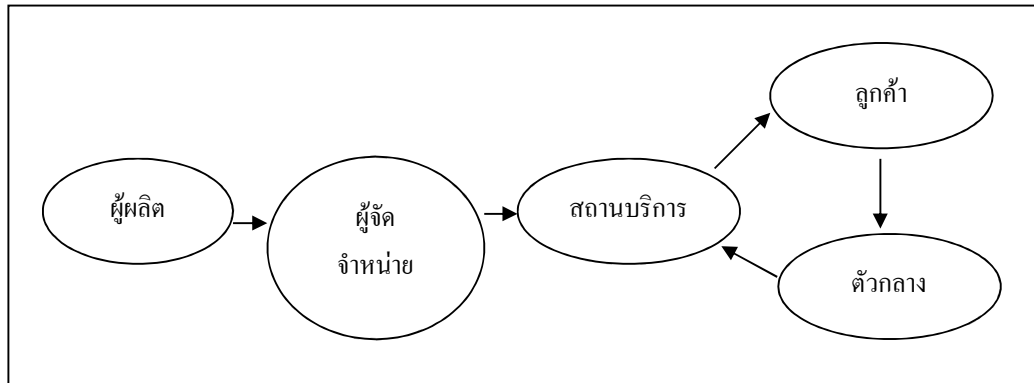 ผู้ผลิต
ผู้จัด
จำหน่าย
สถานบริการ
ลูกค้า
ตัวกลาง